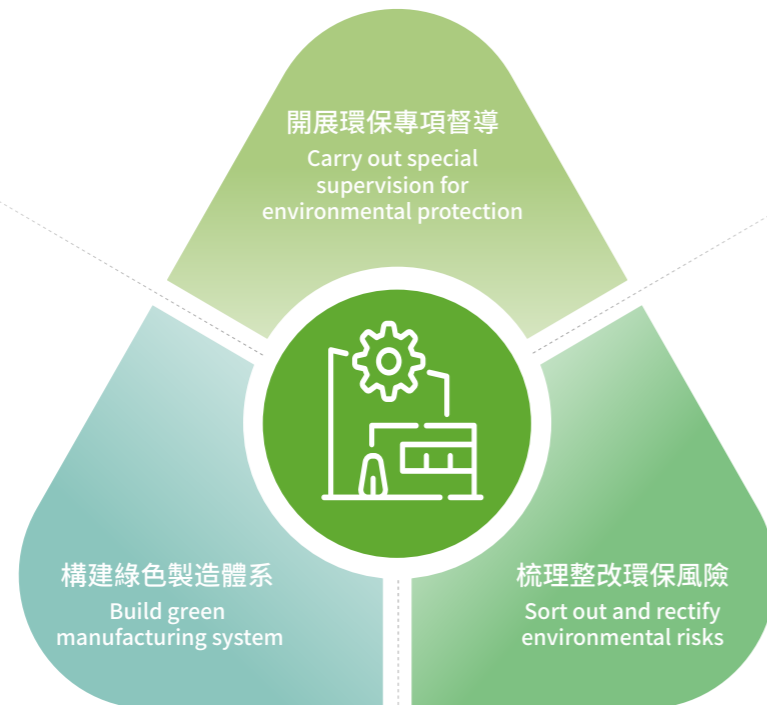 開展環保專項督導
Carry out special
supervision for
environmental protection
構建綠色製造體系
Build green
manufacturing system
梳理整改環保風險
Sort out and rectify
environmental risks